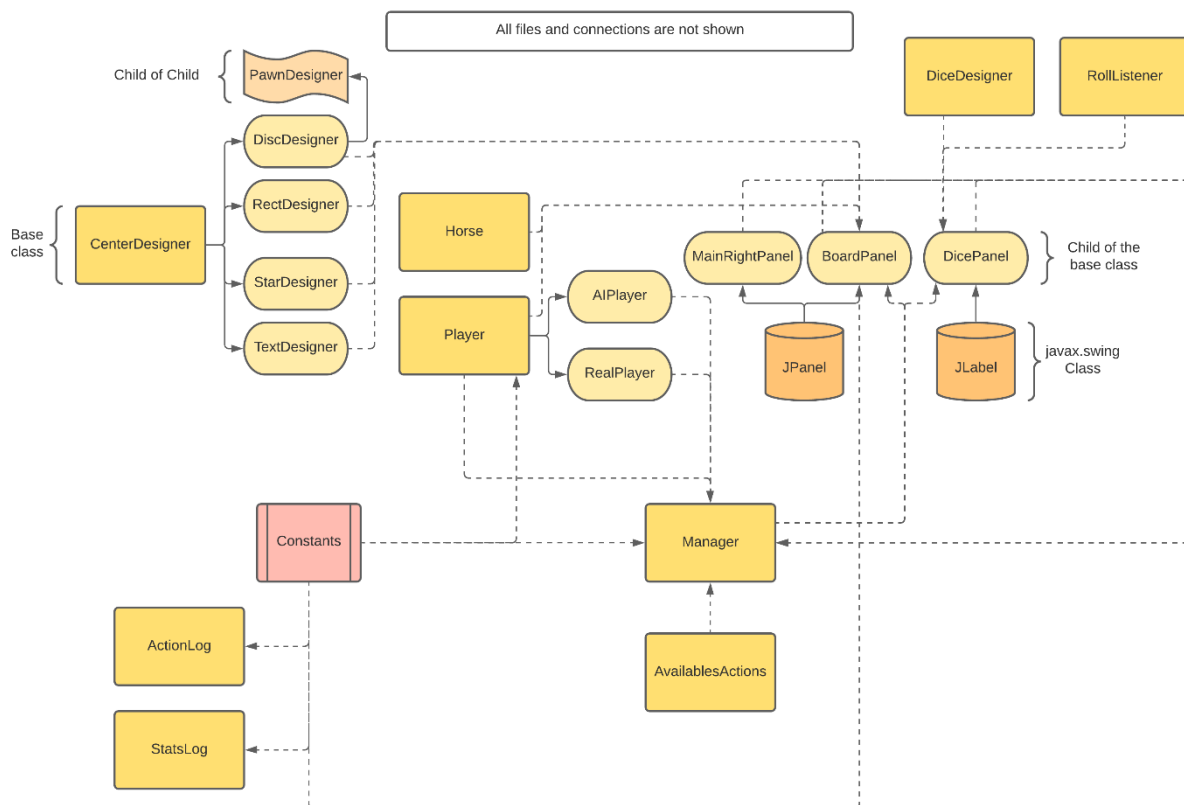 All files and connections are not shown
Child of Child
PawnDesigner
DiceDesigner
RollListener
DiscDesigner
RectDesigner
Base
class
CenterDesigner
StarDesigner
TextDesigner
Horse
Player
AIPlayer
RealPlayer
MainRightPanel
BoardPanel
DicePanel
Child of the
base class
JPanel
JLabel
javax.swing
Class
Constants
Manager
ActionLog
AvailablesActions
StatsLog